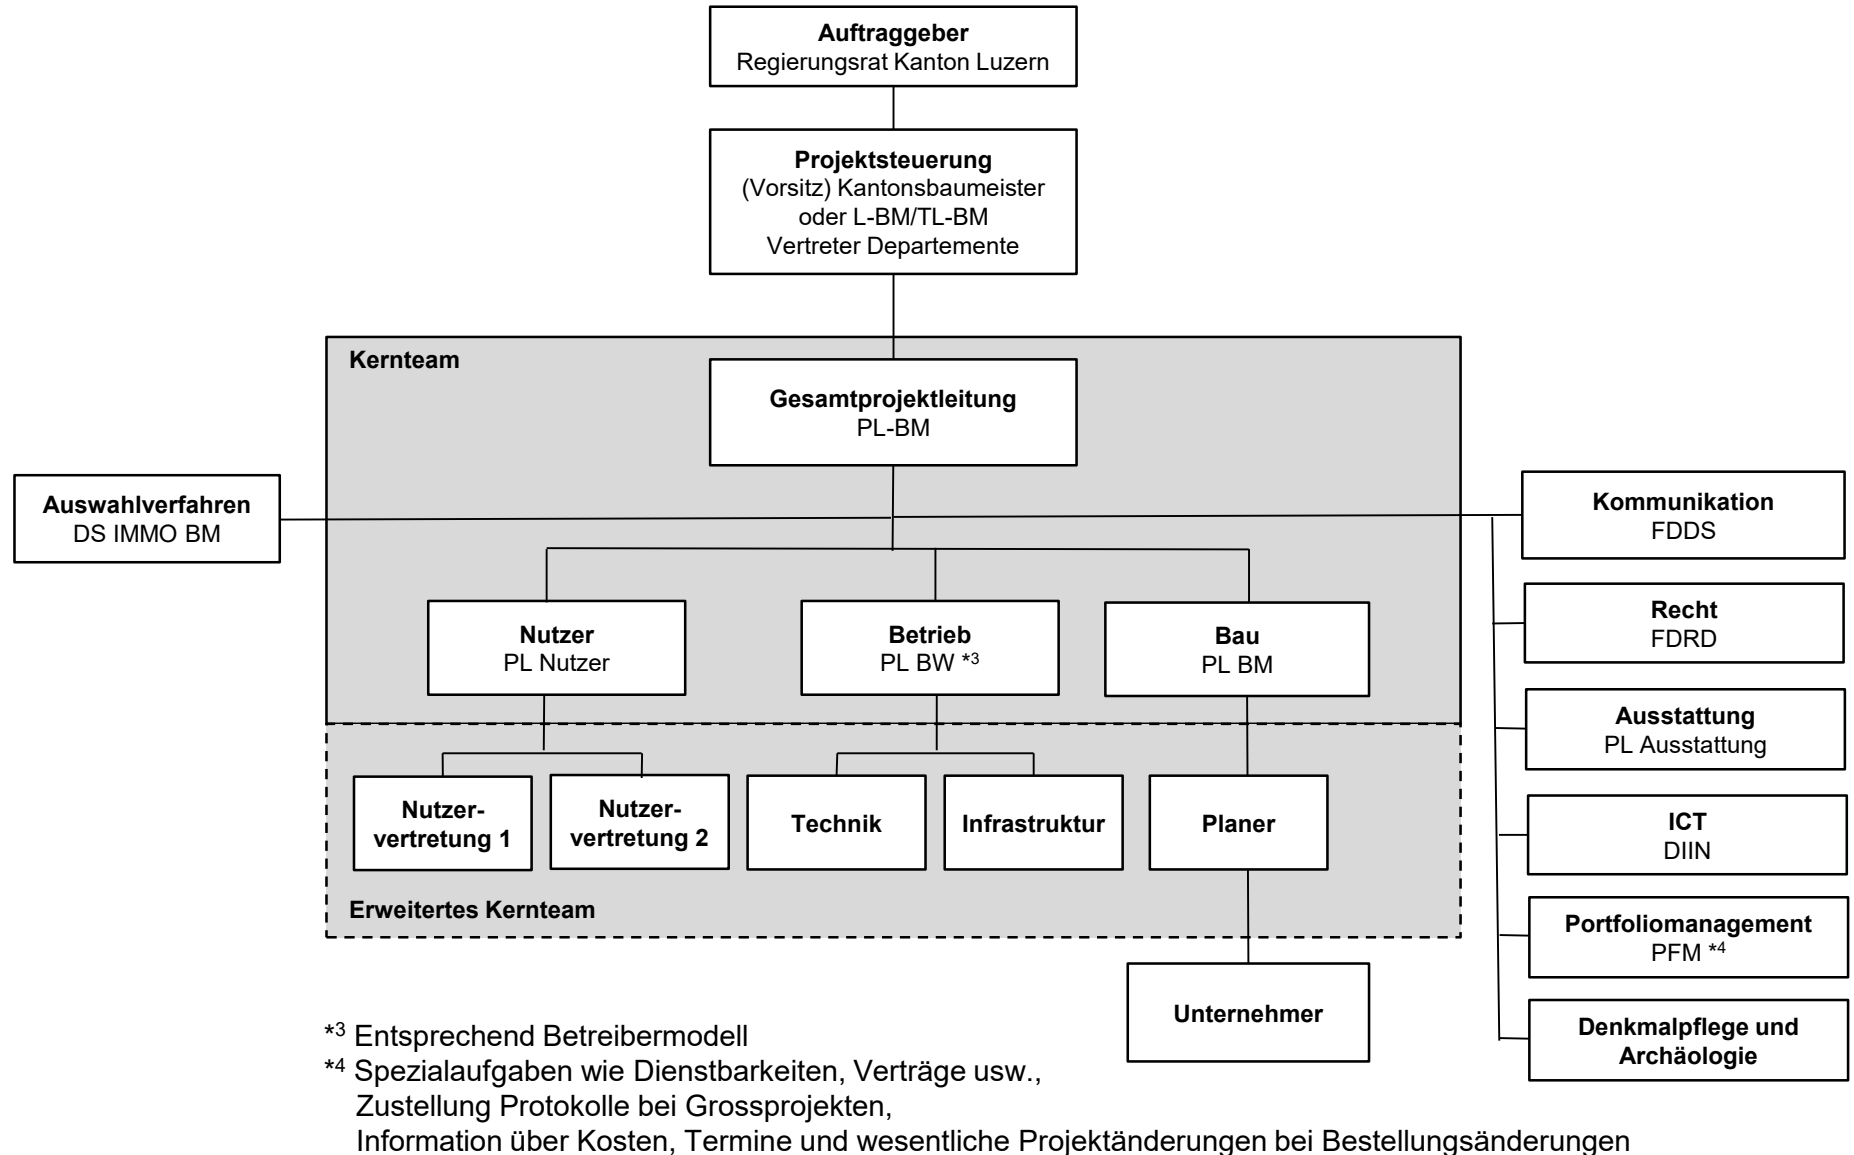 Auftraggeber
Regierungsrat Kanton Luzern
Projektsteuerung
(Vorsitz) Kantonsbaumeister
oder L-BM/TL-BM
Vertreter Departemente
Kernteam
Gesamtprojektleitung
PL-BM
Auswahlverfahren
DS IMMO BM
Kommunikation
FDDS
Recht
FDRD
Ausstattung
PL Ausstattung
ICT
DIIN
Portfoliomanagement
PFM *4
Denkmalpflege und
Archäologie
Nutzer
PL Nutzer
Betrieb
PL BW *3
Bau
PL BM
Nutzer-
vertretung 1
Nutzer-
vertretung 2
Technik
Infrastruktur
Planer
Erweitertes Kernteam
Unternehmer
*3 Entsprechend Betreibermodell
*4 Spezialaufgaben wie Dienstbarkeiten, Verträge usw.,
Zustellung Protokolle bei Grossprojekten,
Information über Kosten, Termine und wesentliche Projektänderungen bei Bestellungsänderungen